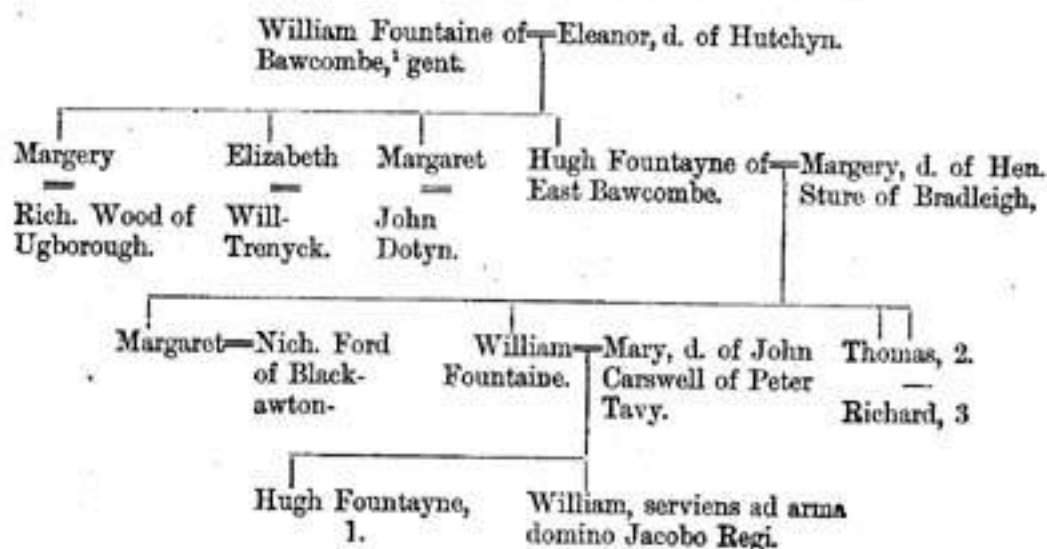 William Fountaine of Eleanor, d. of Hutchyn.
Bawcombe,¹ gent.
Margery
Rich. Wood of
Ugborough.
Elizabeth
Will-
Trenyck.
Margaret
John
Dotyn.
Hugh Fountayne of
East Bawcombe.
Margery, d. of Hen.
Sture of Bradleigh,
Margaret
Nich. Ford
of Black-
awton-
William
Fountaine.
Mary, d. of John
Carswell of Peter
Tavy.
Thomas, 2.
Richard, 3
Hugh Fountayne,
1.
William, serviens ad arma
domino Jacobo Regi.